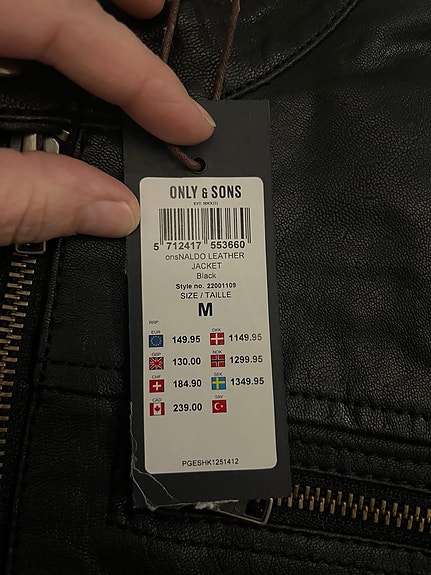 ONLY & SONS
5 712417 553660
onsNALDO LEATHER
JACKET
Black
Style no. 22001109
SIZE / TAILLE
M
RRP:
EUR 149.95 DKK 1149.95
GBP 130.00 NOK 1299.95
CHF 184.90 SEK 1349.95
CAD 239.00 TRY
PGESHK1251412